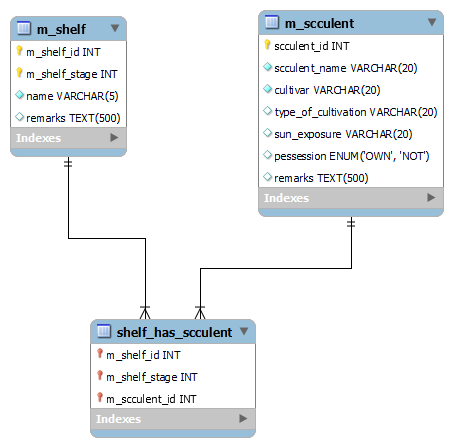 m_shelf
m_shelf_id INT
m_shelf_stage INT
name VARCHAR(5)
remarks TEXT(500)
Indexes
m_scculent
scculent_id INT
scculent_name VARCHAR(20)
cultivar VARCHAR(20)
type_of_cultivation VARCHAR(20)
sun_exposure VARCHAR(20)
pessession ENUM('OWN', 'NOT')
remarks TEXT(500)
Indexes
shelf_has_scculent
m_shelf_id INT
m_shelf_stage INT
m_scculent_id INT
Indexes